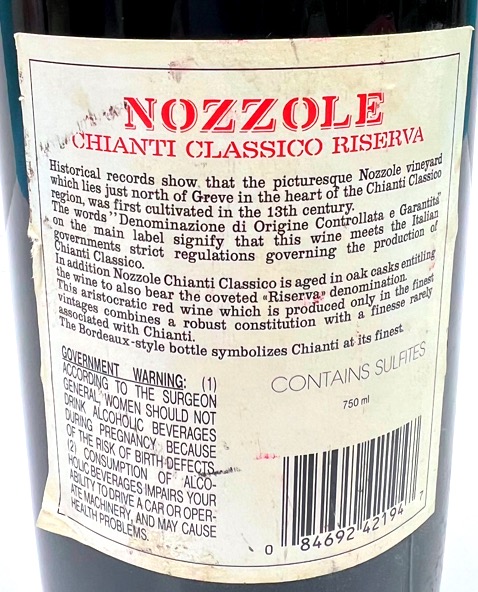 NOZZOLE
CHIANTI CLASSICO RISERVA
Historical records show that the picturesque Nozzole vineyard
which lies just north of Greve in the heart of the Chianti Classico
region, was first cultivated in the 13th century.
The words "Denominazione di Origine Controllata e Garantita"
on the main label signify that this wine meets the Italian
governments strict regulations governing the production of
Chianti Classico.
In addition Nozzole Chianti Classico is aged in oak casks entitling
the wine to also bear the coveted «Riserva» denomination.
This aristocratic red wine which is produced only in the finest
vintages combines a robust constitution with a finesse rarely
associated with Chianti.
The Bordeaux-style bottle symbolizes Chianti at its finest.
GOVERNMENT WARNING: (1)
ACCORDING TO THE SURGEON
GENERAL, WOMEN SHOULD NOT
DRINK ALCOHOLIC BEVERAGES
DURING PREGNANCY BECAUSE
OF THE RISK OF BIRTH DEFECTS.
(2) CONSUMPTION OF ALCO-
HOLIC BEVERAGES IMPAIRS YOUR
ABILITY TO DRIVE A CAR OR OPER-
ATE MACHINERY, AND MAY CAUSE
HEALTH PROBLEMS.
CONTAINS SULFITES
750 ml
0 84692 42194 7